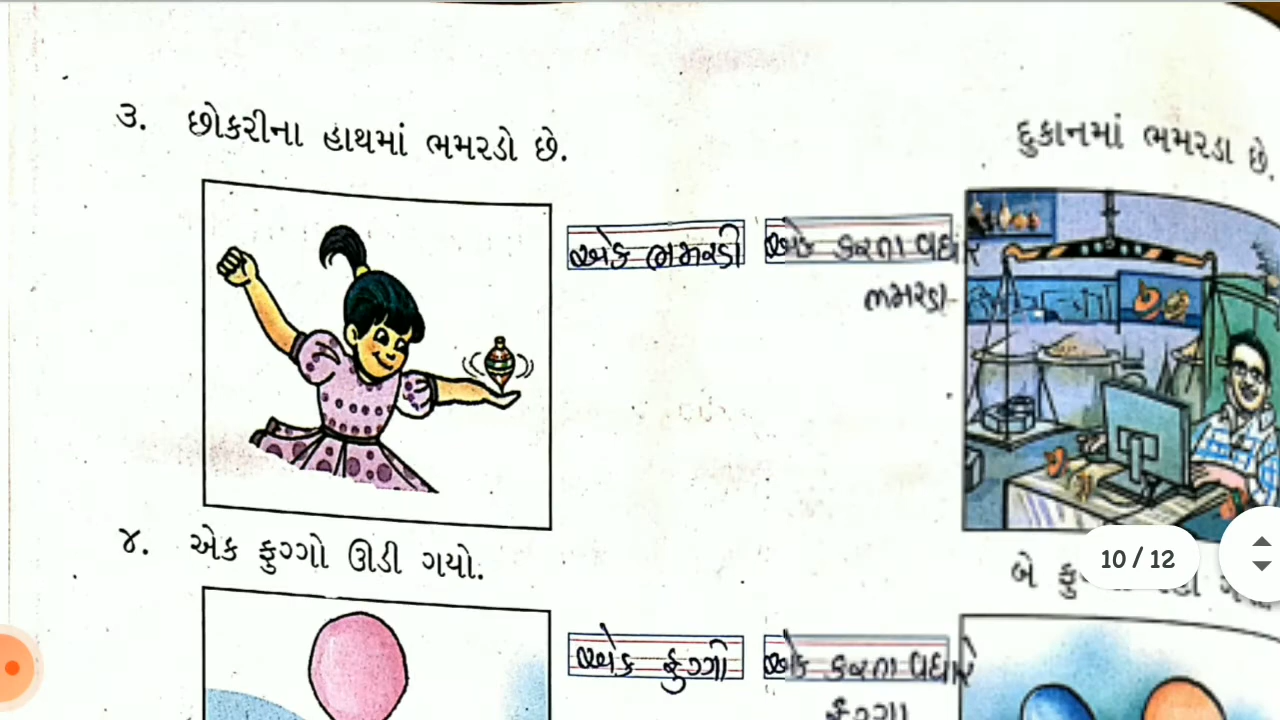 ૩. છોકરીના હાથમાં ભમરડો છે.
દુકાનમાં ભમરડા છે.
એક ભમરડો
એક કરતા વધારે
ભમરડા
૪. એક ફુગ્ગો ઊડી ગયો.
બે
10 / 12
એક ફુગ્ગો
એક કરતા વધારે
ફુગ્ગા